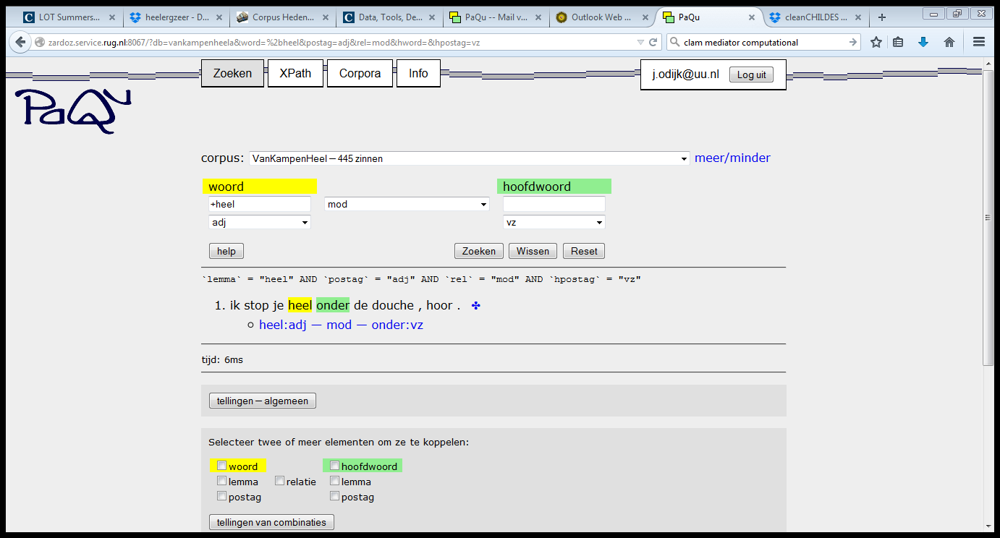 LOT Summers... heelergzeer - D... Corpus Heden... Data, Tools, De... PaQu -- Mail v... Outlook Web ... PaQu cleanCHILDES ...
zardoz.service.rug.nl:8067/?db=vankampenheela&word=%2bheel&postag=adj&rel=mod&hword=&hpostag=vz clam mediator computational
Zoeken XPath Corpora Info j.odijk@uu.nl Log uit
PaQu
corpus: VanKampenHeel — 445 zinnen meer/minder
woord hoofdwoord
+heel mod
adj vz
help Zoeken Wissen Reset
`lemma` = "heel" AND `postag` = "adj" AND `rel` = "mod" AND `hpostag` = "vz"
1. ik stop je heel onder de douche , hoor . ✣
heel:adj — mod — onder:vz
tijd: 6ms
tellingen — algemeen
Selecteer twee of meer elementen om ze te koppelen:
woord hoofdwoord
lemma relatie lemma
postag postag
tellingen van combinaties